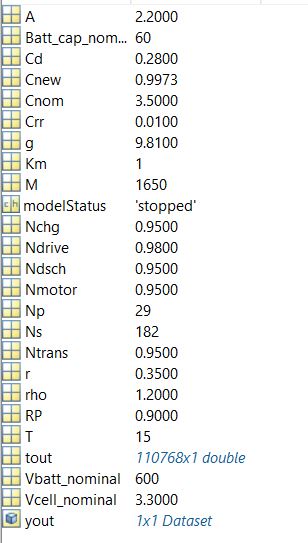 A 2.2000
Batt_cap_nom... 60
Cd 0.2800
Cnew 0.9973
Cnom 3.5000
Crr 0.0100
g 9.8100
Km 1
M 1650
ch modelStatus 'stopped'
Nchg 0.9500
Ndrive 0.9800
Ndsch 0.9500
Nmotor 0.9500
Np 29
Ns 182
Ntrans 0.9500
r 0.3500
rho 1.2000
RP 0.9000
T 15
tout 110768x1 double
Vbatt_nominal 600
Vcell_nominal 3.3000
yout 1x1 Dataset